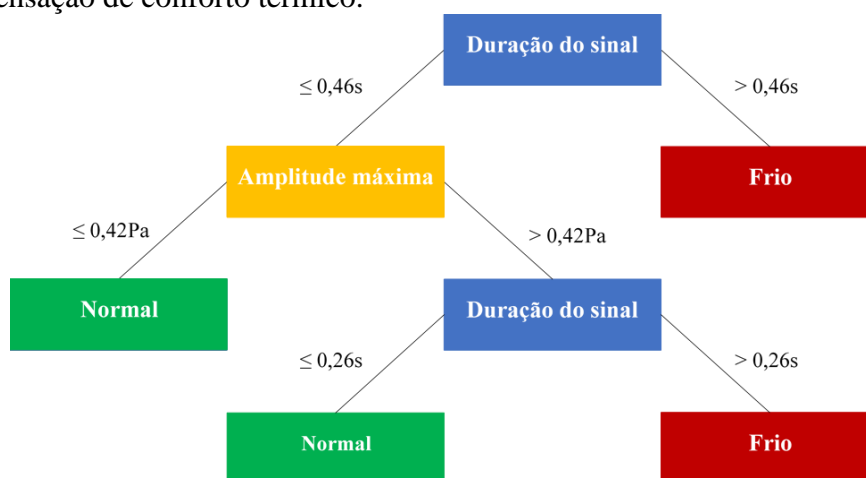 ensação de conforto térmico.
Duração do sinal
≤ 0,46s
> 0,46s
Amplitude máxima
Frio
≤ 0,42Pa
> 0,42Pa
Normal
Duração do sinal
≤ 0,26s
> 0,26s
Normal
Frio